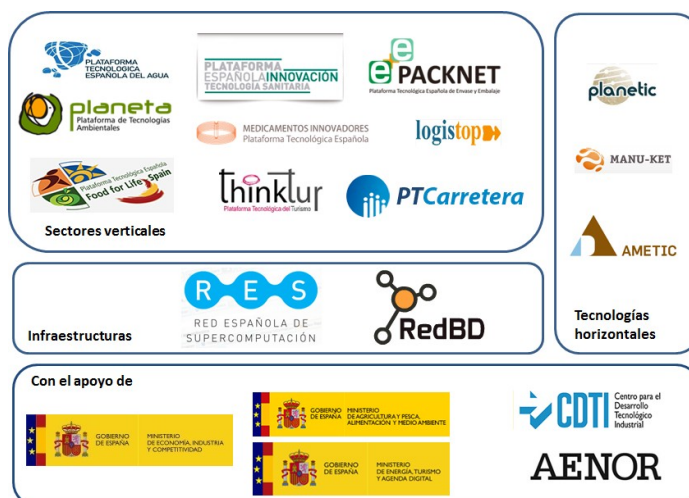 PLATAFORMA
TECNOLÓGICA
ESPAÑOLA DEL AGUA
PLATAFORMA
ESPAÑOLA INNOVACIÓN
TECNOLOGÍA SANITARIA
e
e
PACKNET
Plataforma Tecnológica Española de Envase y Embalaje
planeta
Plataforma de Tecnologías
Ambientales
MEDICAMENTOS INNOVADORES
Plataforma Tecnológica Española
logistop
Plataforma Tecnológica Española
Food for Life Spain
thinktur
Plataforma Tecnológica del Turismo
PTCarretera
Sectores verticales
planetic
MANU-KET
AMETIC
Tecnologías
horizontales
RES
RED ESPAÑOLA DE
SUPERCOMPUTACIÓN
RedBD
Infraestructuras
Con el apoyo de
GOBIERNO
DE ESPAÑA
MINISTERIO
DE ECONOMÍA, INDUSTRIA
Y COMPETITIVIDAD
GOBIERNO
DE ESPAÑA
MINISTERIO
DE AGRICULTURA Y PESCA,
ALIMENTACIÓN Y MEDIO AMBIENTE
GOBIERNO
DE ESPAÑA
MINISTERIO
DE ENERGÍA, TURISMO
Y AGENDA DIGITAL
CDTI
Centro para el
Desarrollo
Tecnológico
Industrial
AENOR